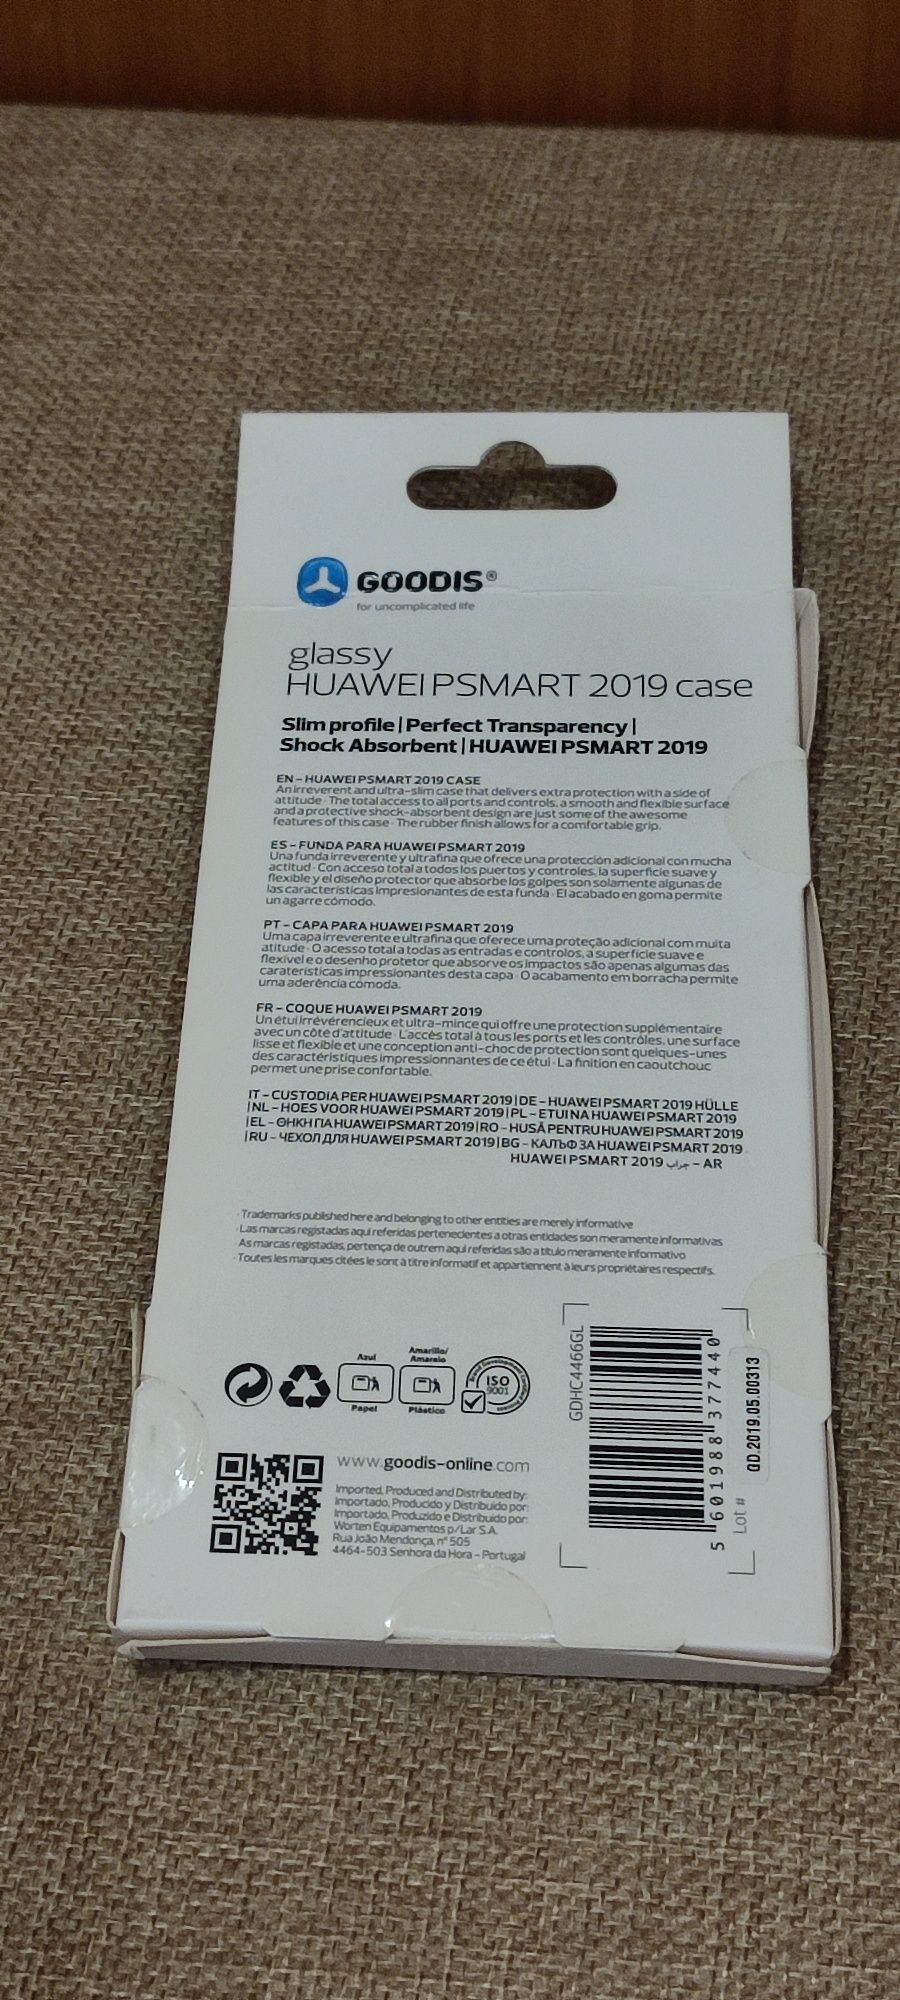 GOODIS®
for uncomplicated life
glassy
HUAWEI PSMART 2019 case
Slim profile | Perfect Transparency |
Shock Absorbent | HUAWEI PSMART 2019
EN – HUAWEI PSMART 2019 CASE
An irreverent and ultra-slim case that delivers extra protection with a side of
attitude · The total access to all ports and controls, a smooth and flexible surface
and a protective shock-absorbent design are just some of the awesome
features of this case · The rubber finish allows for a comfortable grip.
ES – FUNDA PARA HUAWEI PSMART 2019
Una funda irreverente y ultrafina que ofrece una protección adicional con mucha
actitud · Con acceso total a todos los puertos y controles, la superficie suave y
flexible y el diseño protector que absorbe los golpes son solamente algunas de
las características impresionantes de esta funda · El acabado en goma permite
un agarre cómodo.
PT – CAPA PARA HUAWEI PSMART 2019
Uma capa irreverente e ultrafina que oferece uma proteção adicional com muita
atitude · O acesso total a todas as entradas e controlos, a superfície suave e
flexível e o desenho protetor que absorve os impactos são apenas algumas das
caraterísticas impressionantes desta capa · O acabamento em borracha permite
uma aderência cómoda.
FR – COQUE HUAWEI PSMART 2019
Un étui irrévérencieux et ultra-mince qui offre une protection supplémentaire
avec un côté d'attitude · L'accès total à tous les ports et les contrôles, une surface
lisse et flexible et une conception anti-choc de protection sont quelques-unes
des caractéristiques impressionnantes de ce étui · La finition en caoutchouc
permet une prise confortable.
IT – CUSTODIA PER HUAWEI PSMART 2019 | DE – HUAWEI PSMART 2019 HÜLLE
| NL – HOES VOOR HUAWEI PSMART 2019 | PL – ETUI NA HUAWEI PSMART 2019
| EL – ΘΗΚΗ ΓΙΑ HUAWEI PSMART 2019 | RO – HUSĂ PENTRU HUAWEI PSMART 2019
| RU – ЧЕХОЛ ДЛЯ HUAWEI PSMART 2019 | BG – КАЛЪФ ЗА HUAWEI PSMART 2019
HUAWEI PSMART 2019 جراب – AR
· Trademarks published here and belonging to other entities are merely informative
· Las marcas registadas aquí referidas pertenecientes a otras entidades son meramente informativas
· As marcas registadas, pertença de outrem aqui referidas são a título meramente informativo
· Toutes les marques citées le sont à titre informatif et appartiennent à leurs propriétaires respectifs.
Azul
Papel
Amarillo/
Amarelo
Plástico
ISO
9001
GDHC4466GL
5 601988 377440
Lot #
QD.2019.05.00313
www.goodis-online.com
Imported, Produced and Distributed by:
Importado, Producido y Distribuido por:
Importado, Produzido e Distribuído por:
Worten Equipamentos p/Lar S.A.
Rua João Mendonça, nº 505
4464-503 Senhora da Hora – Portugal